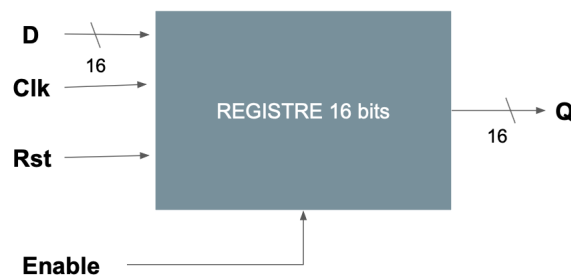 D
16
Clk
REGISTRE 16 bits
Q
16
Rst
Enable